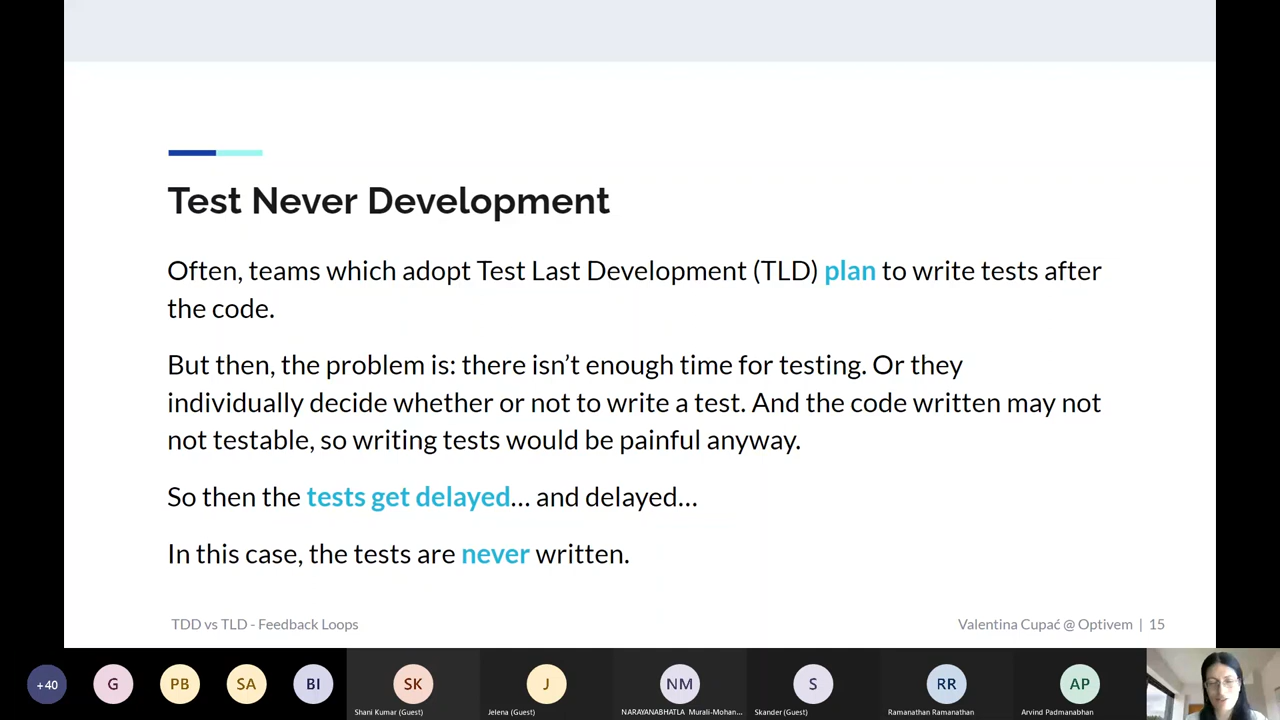 Test Never Development
Often, teams which adopt Test Last Development (TLD) plan to write tests after
the code.
But then, the problem is: there isn’t enough time for testing. Or they
individually decide whether or not to write a test. And the code written may not
not testable, so writing tests would be painful anyway.
So then the tests get delayed… and delayed…
In this case, the tests are never written.
TDD vs TLD - Feedback Loops
Valentina Cupać @ Optivem | 15
+40
G
PB
SA
BI
SK
J
NM
S
RR
AP
Shani Kumar (Guest)
Jelena (Guest)
NARAYANABHATLA Murali-Mohan...
Skander (Guest)
Ramanathan Ramanathan
Arvind Padmanabhan